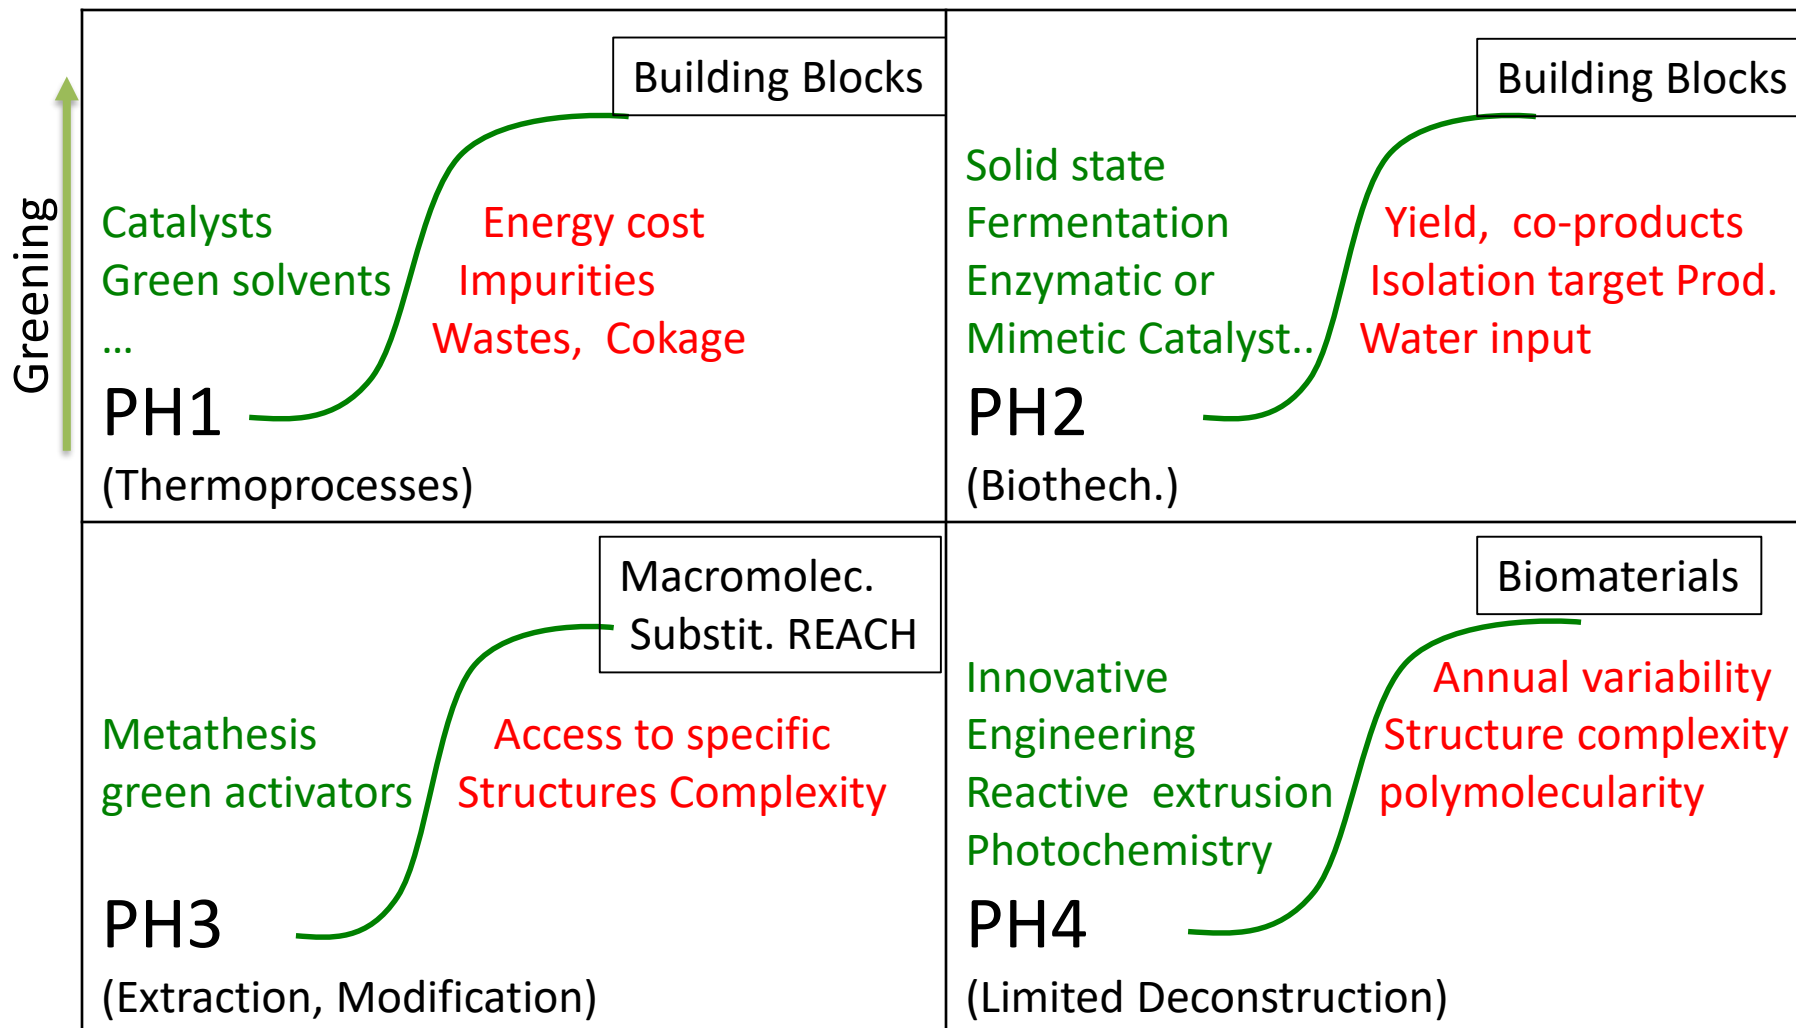 Greening
Building Blocks
Catalysts
Green solvents
...
Energy cost
Impurities
Wastes, Cokage
PH1
(Thermoprocesses)
Building Blocks
Solid state
Fermentation
Enzymatic or
Mimetic Catalyst..
Yield, co-products
Isolation target Prod.
Water input
PH2
(Biothech.)
Macromolec.
Substit. REACH
Metathesis
green activators
Access to specific
Structures Complexity
PH3
(Extraction, Modification)
Biomaterials
Innovative
Engineering
Reactive extrusion
Photochemistry
Annual variability
Structure complexity
polymolecularity
PH4
(Limited Deconstruction)